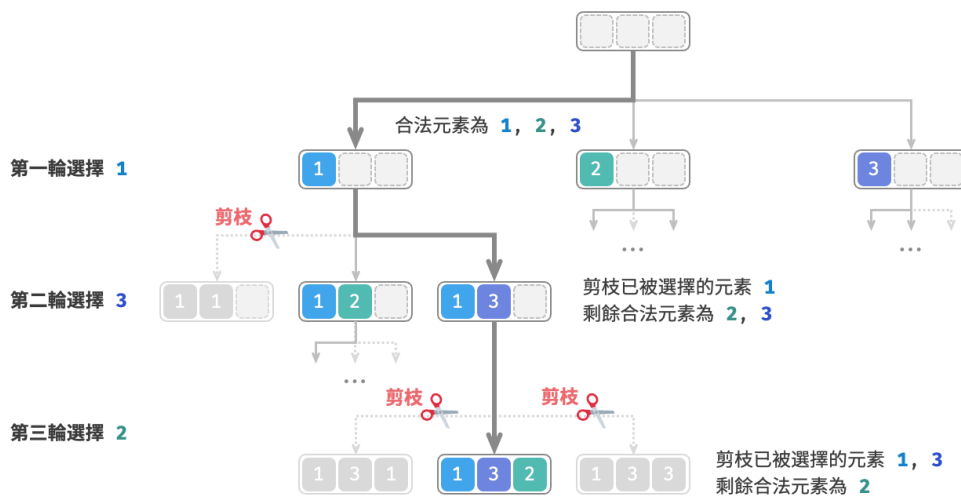 合法元素為 1, 2, 3
第一輪選擇 1
1
2
3
剪枝
...
...
第二輪選擇 3
1 1
1 2
1 3
剪枝已被選擇的元素 1
剩餘合法元素為 2, 3
...
剪枝
剪枝
第三輪選擇 2
1 3 1
1 3 2
1 3 3
剪枝已被選擇的元素 1, 3
剩餘合法元素為 2